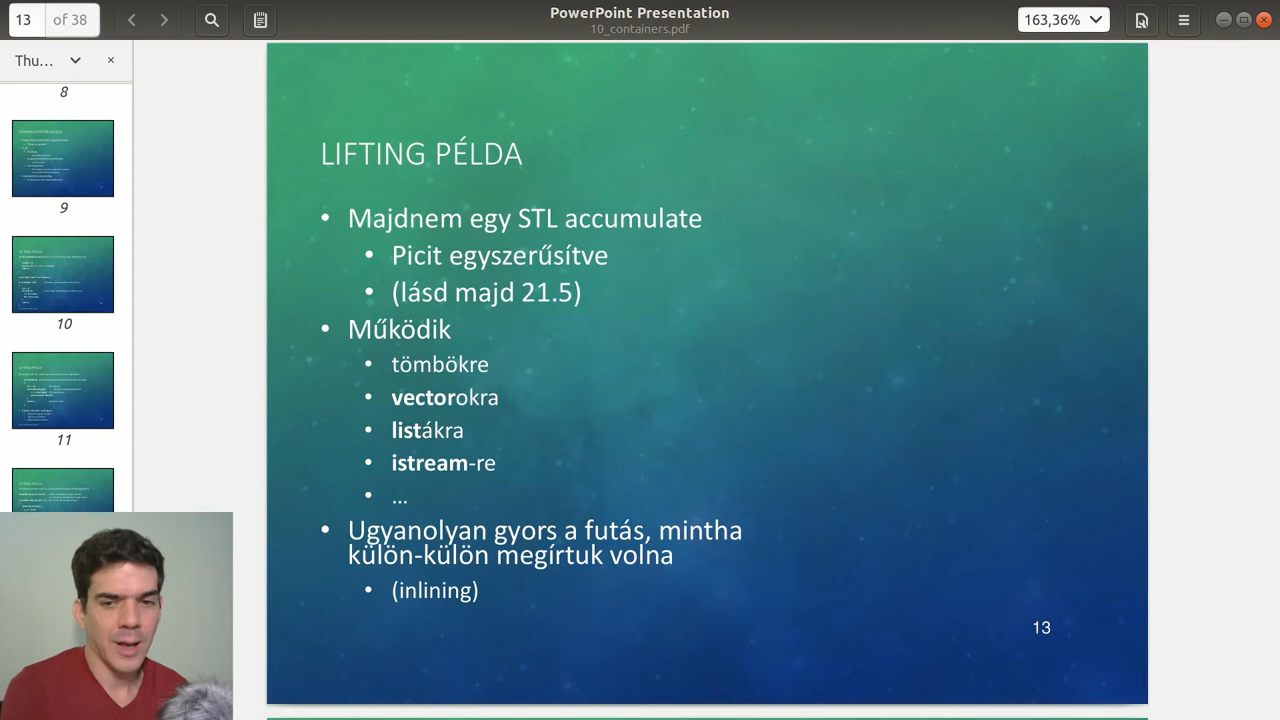 13 of 38
PowerPoint Presentation
10_containers.pdf
163,36%
Thu...
8
9
10
11
LIFTING PÉLDA
• Majdnem egy STL accumulate
• Picit egyszerűsítve
• (lásd majd 21.5)
• Működik
• tömbökre
• vectorokra
• listákra
• istream-re
• ...
• Ugyanolyan gyors a futás, mintha
külön-külön megírtuk volna
• (inlining)
13